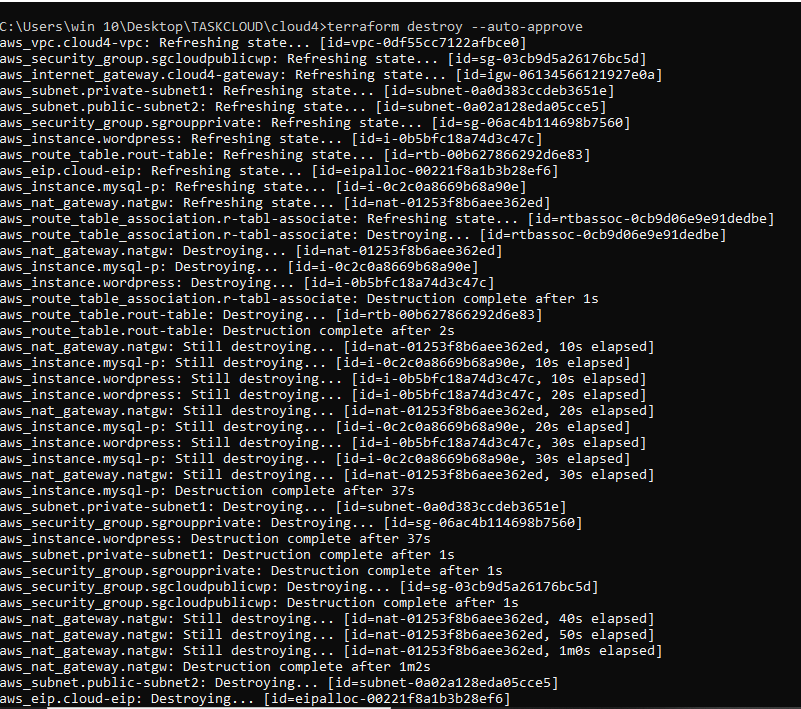 C:\Users\win 10\Desktop\TASKCLOUD\cloud4>terraform destroy --auto-approve
aws_vpc.cloud4-vpc: Refreshing state... [id=vpc-0df55cc7122afbce0]
aws_security_group.sgcloudpublicwp: Refreshing state... [id=sg-03cb9d5a26176bc5d]
aws_internet_gateway.cloud4-gateway: Refreshing state... [id=igw-06134566121927e0a]
aws_subnet.private-subnet1: Refreshing state... [id=subnet-0a0d383ccdeb3651e]
aws_subnet.public-subnet2: Refreshing state... [id=subnet-0a02a128eda05cce5]
aws_security_group.sgroupprivate: Refreshing state... [id=sg-06ac4b114698b7560]
aws_instance.wordpress: Refreshing state... [id=i-0b5bfc18a74d3c47c]
aws_route_table.rout-table: Refreshing state... [id=rtb-00b627866292d6e83]
aws_eip.cloud-eip: Refreshing state... [id=eipalloc-00221f8a1b3b28ef6]
aws_instance.mysql-p: Refreshing state... [id=i-0c2c0a8669b68a90e]
aws_nat_gateway.natgw: Refreshing state... [id=nat-01253f8b6aee362ed]
aws_route_table_association.r-tabl-associate: Refreshing state... [id=rtbassoc-0cb9d06e9e91dedbe]
aws_route_table_association.r-tabl-associate: Destroying... [id=rtbassoc-0cb9d06e9e91dedbe]
aws_nat_gateway.natgw: Destroying... [id=nat-01253f8b6aee362ed]
aws_instance.mysql-p: Destroying... [id=i-0c2c0a8669b68a90e]
aws_instance.wordpress: Destroying... [id=i-0b5bfc18a74d3c47c]
aws_route_table_association.r-tabl-associate: Destruction complete after 1s
aws_route_table.rout-table: Destroying... [id=rtb-00b627866292d6e83]
aws_route_table.rout-table: Destruction complete after 2s
aws_nat_gateway.natgw: Still destroying... [id=nat-01253f8b6aee362ed, 10s elapsed]
aws_instance.mysql-p: Still destroying... [id=i-0c2c0a8669b68a90e, 10s elapsed]
aws_instance.wordpress: Still destroying... [id=i-0b5bfc18a74d3c47c, 10s elapsed]
aws_instance.wordpress: Still destroying... [id=i-0b5bfc18a74d3c47c, 20s elapsed]
aws_nat_gateway.natgw: Still destroying... [id=nat-01253f8b6aee362ed, 20s elapsed]
aws_instance.mysql-p: Still destroying... [id=i-0c2c0a8669b68a90e, 20s elapsed]
aws_instance.wordpress: Still destroying... [id=i-0b5bfc18a74d3c47c, 30s elapsed]
aws_instance.mysql-p: Still destroying... [id=i-0c2c0a8669b68a90e, 30s elapsed]
aws_nat_gateway.natgw: Still destroying... [id=nat-01253f8b6aee362ed, 30s elapsed]
aws_instance.mysql-p: Destruction complete after 37s
aws_subnet.private-subnet1: Destroying... [id=subnet-0a0d383ccdeb3651e]
aws_security_group.sgroupprivate: Destroying... [id=sg-06ac4b114698b7560]
aws_instance.wordpress: Destruction complete after 37s
aws_subnet.private-subnet1: Destruction complete after 1s
aws_security_group.sgroupprivate: Destruction complete after 1s
aws_security_group.sgcloudpublicwp: Destroying... [id=sg-03cb9d5a26176bc5d]
aws_security_group.sgcloudpublicwp: Destruction complete after 1s
aws_nat_gateway.natgw: Still destroying... [id=nat-01253f8b6aee362ed, 40s elapsed]
aws_nat_gateway.natgw: Still destroying... [id=nat-01253f8b6aee362ed, 50s elapsed]
aws_nat_gateway.natgw: Still destroying... [id=nat-01253f8b6aee362ed, 1m0s elapsed]
aws_nat_gateway.natgw: Destruction complete after 1m2s
aws_subnet.public-subnet2: Destroying... [id=subnet-0a02a128eda05cce5]
aws_eip.cloud-eip: Destroying... [id=eipalloc-00221f8a1b3b28ef6]